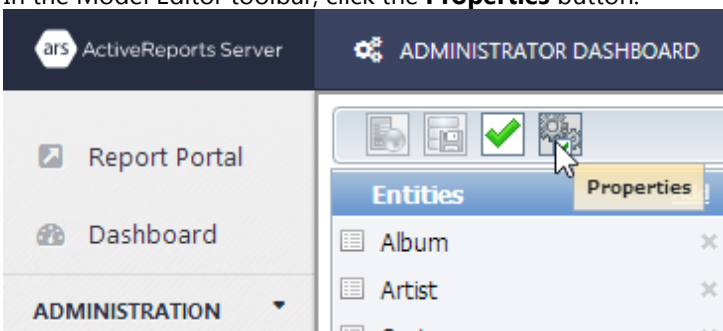 In the Model Editor toolbar, click the Properties button.
ars ActiveReports Server
ADMINISTRATOR DASHBOARD
Report Portal
Properties
Entities
Dashboard
Album
Artist
ADMINISTRATION